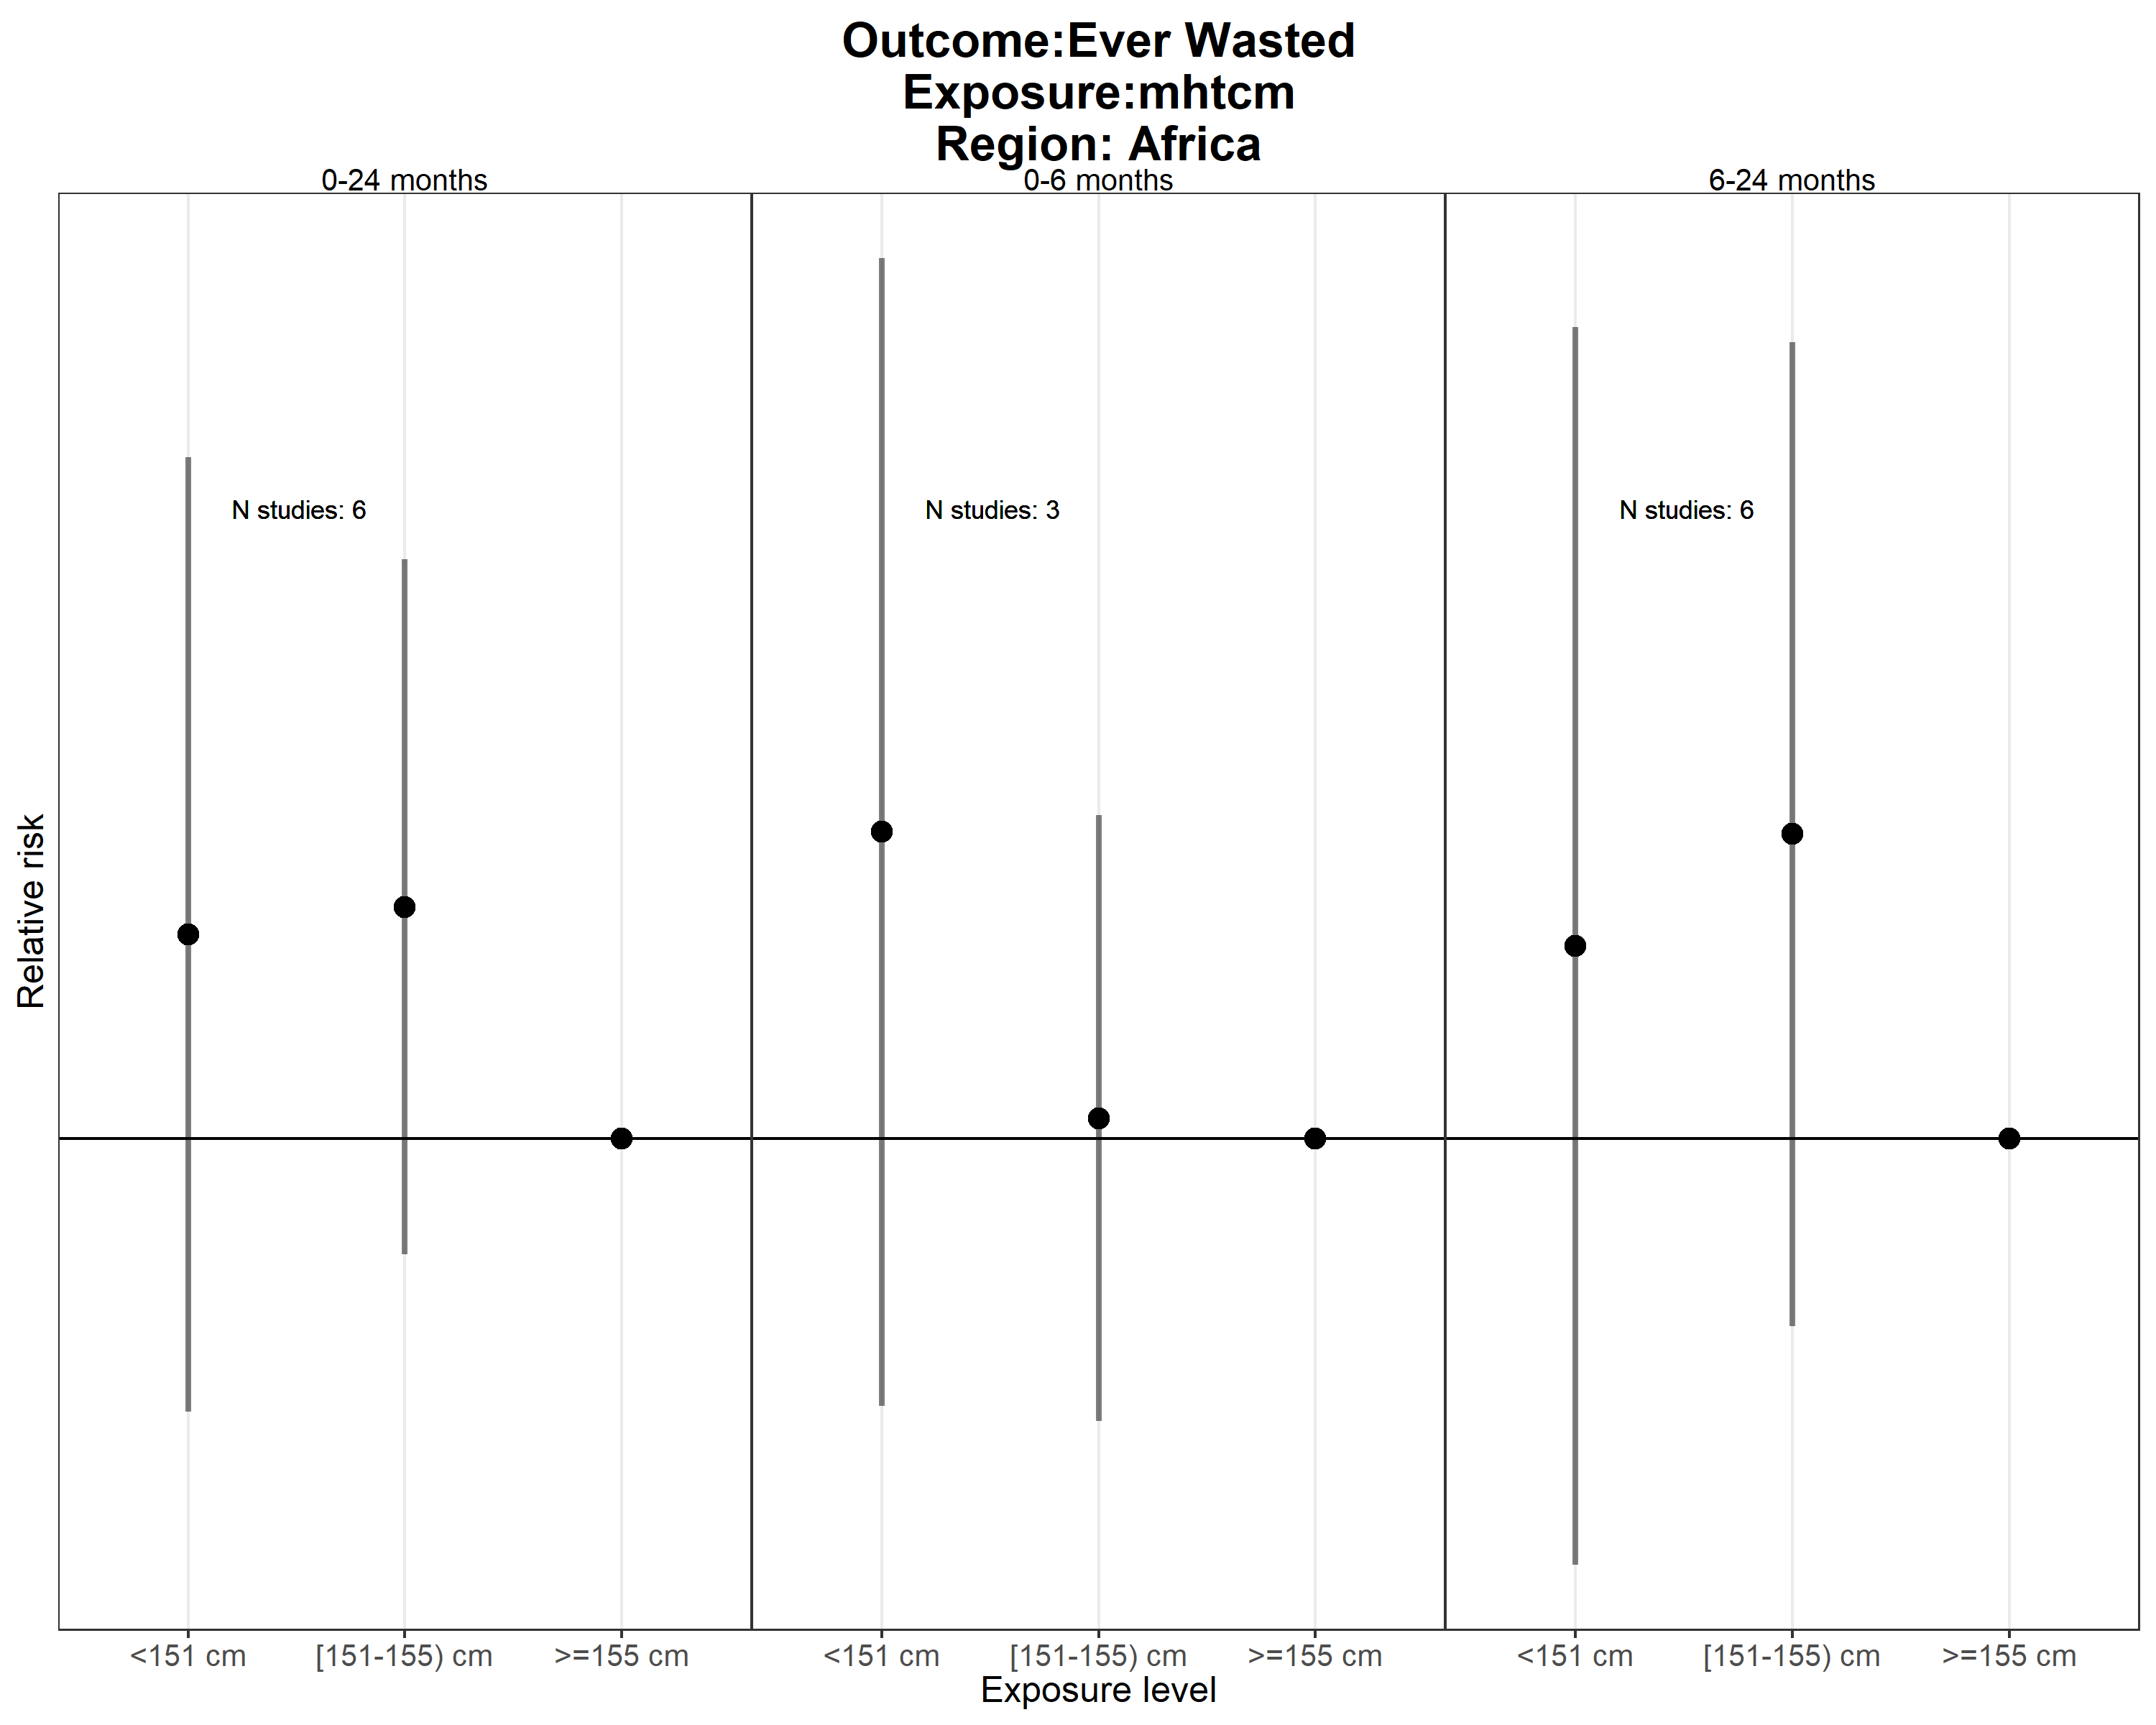 Outcome:Ever Wasted
Exposure:mhtcm
Region: Africa
0-24 months
0-6 months
6-24 months
N studies: 6
N studies: 3
N studies: 6
Relative risk
<151 cm
[151-155) cm
>=155 cm
<151 cm
[151-155) cm
>=155 cm
<151 cm
[151-155) cm
>=155 cm
Exposure level